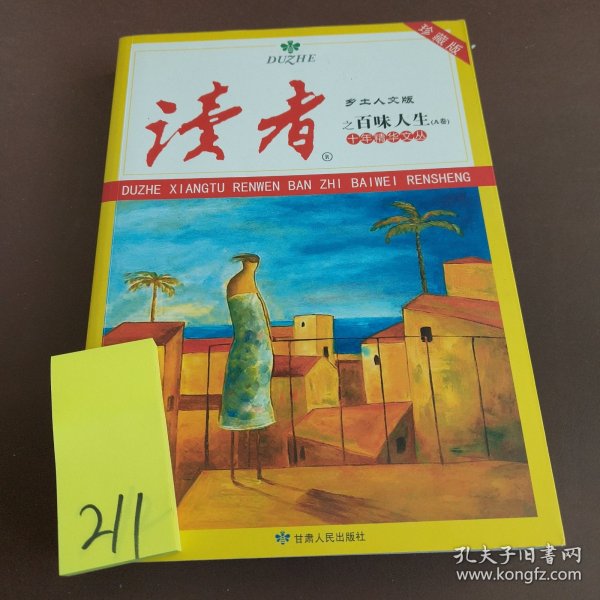 珍藏版
DUZHE
读者
®
乡土人文版
之百味人生(A卷)
十年精华文丛
DUZHE XIANGTU RENWEN BAN ZHI BAIWEI RENSHENG
211
甘肃人民出版社
孔夫子旧书网
www.kongfz.com